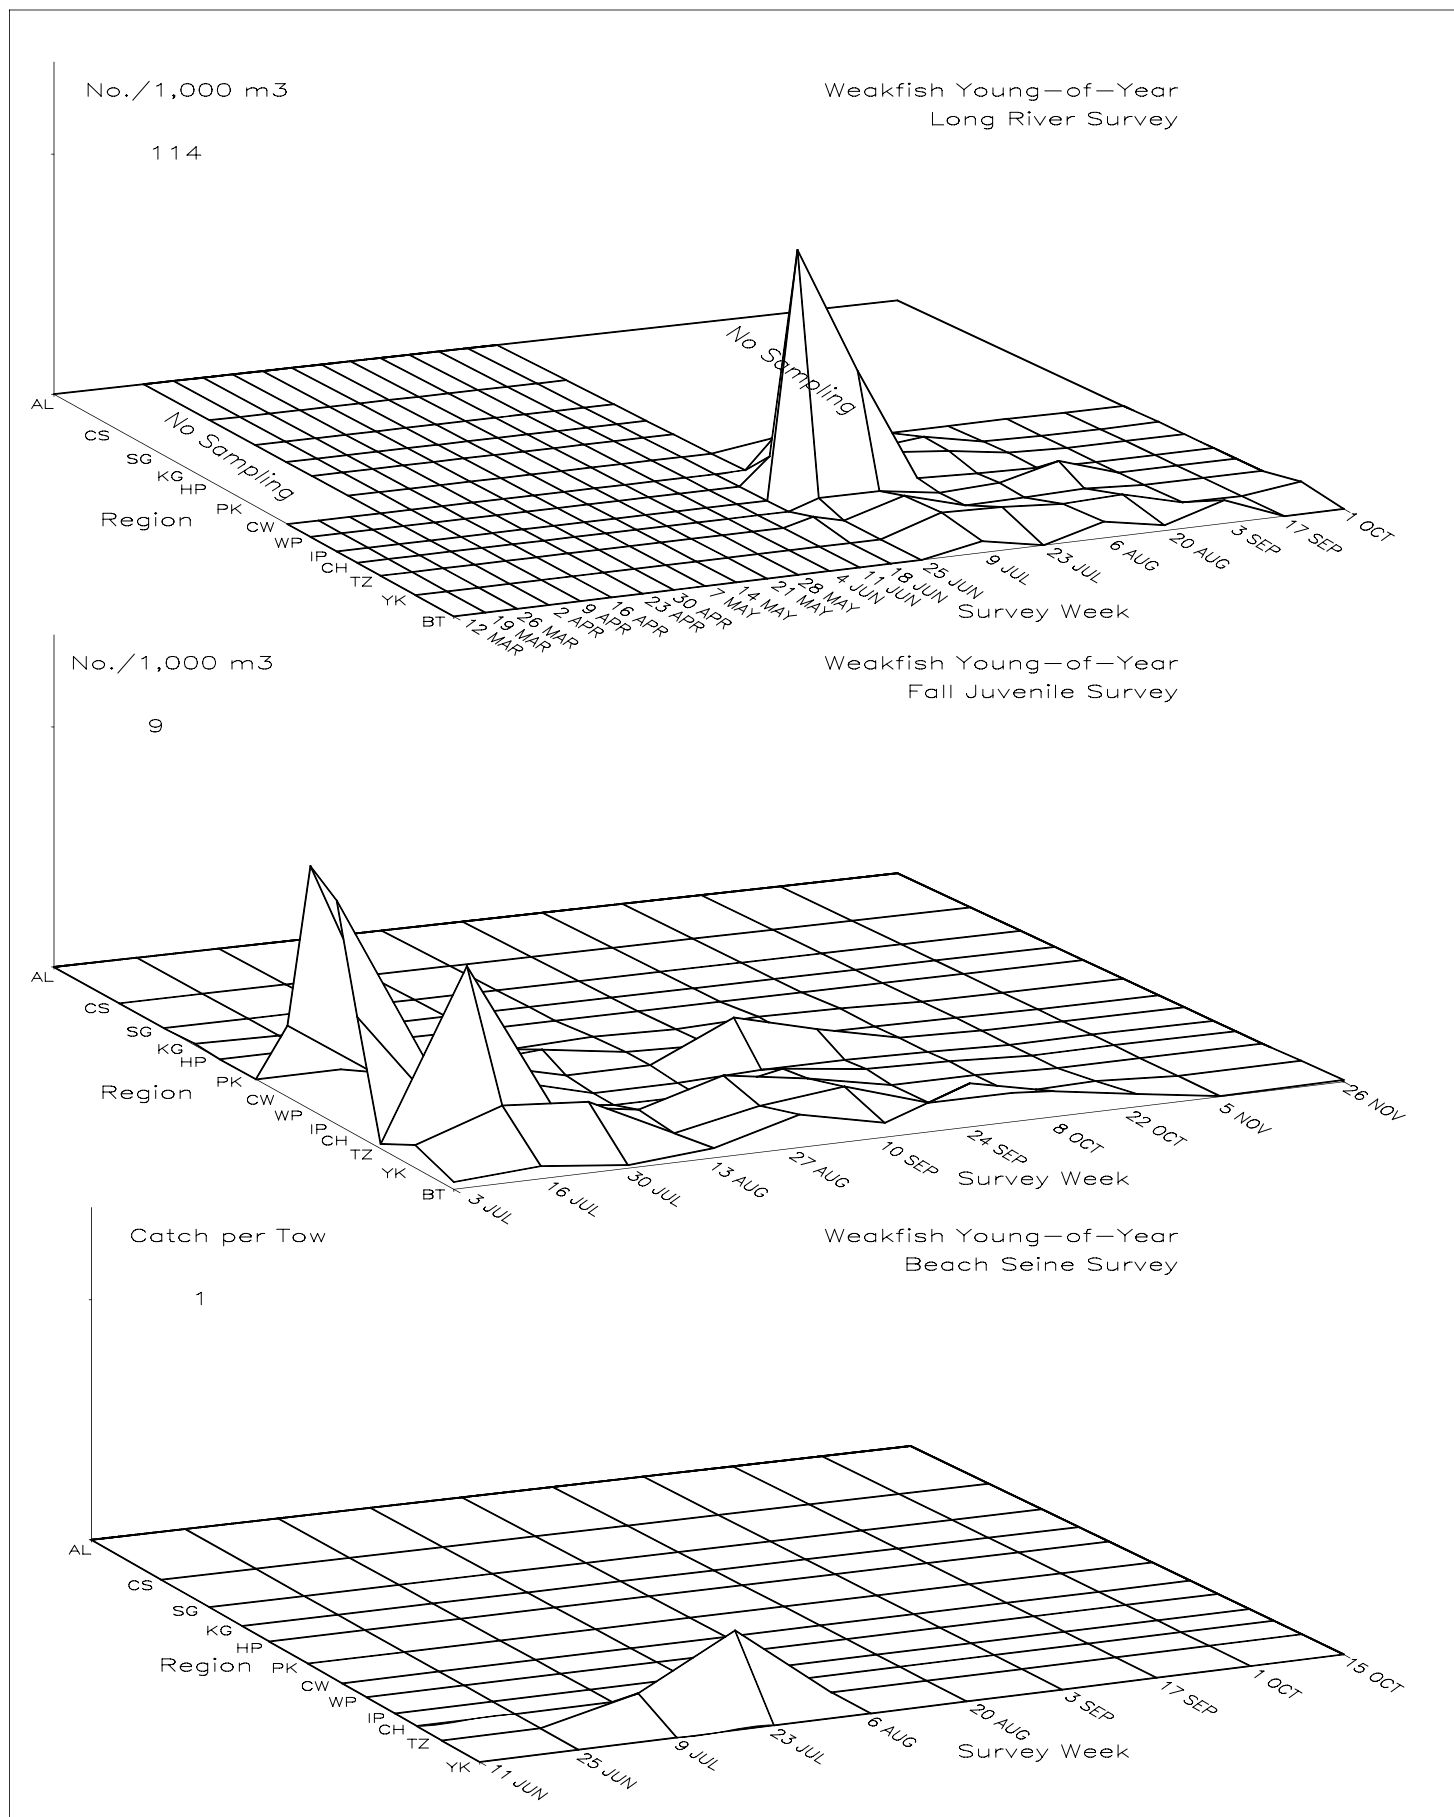 No./1,000 m3
Weakfish Young-of-Year
Long River Survey
114
No Sampling
No Sampling
AL
CS
SG
KG
HP
PK
CW
WP
IP
CH
TZ
YK
BT
Region
12 MAR
19 MAR
26 MAR
2 APR
9 APR
16 APR
23 APR
30 APR
7 MAY
14 MAY
21 MAY
28 MAY
4 JUN
11 JUN
18 JUN
25 JUN
9 JUL
23 JUL
6 AUG
20 AUG
3 SEP
17 SEP
1 OCT
Survey Week
No./1,000 m3
Weakfish Young-of-Year
Fall Juvenile Survey
9
AL
CS
SG
KG
HP
PK
CW
WP
IP
CH
TZ
YK
BT
Region
3 JUL
16 JUL
30 JUL
13 AUG
27 AUG
10 SEP
24 SEP
8 OCT
22 OCT
5 NOV
26 NOV
Survey Week
Catch per Tow
Weakfish Young-of-Year
Beach Seine Survey
1
AL
CS
SG
KG
HP
PK
CW
WP
IP
CH
TZ
YK
Region
11 JUN
25 JUN
9 JUL
23 JUL
6 AUG
20 AUG
3 SEP
17 SEP
1 OCT
15 OCT
Survey Week